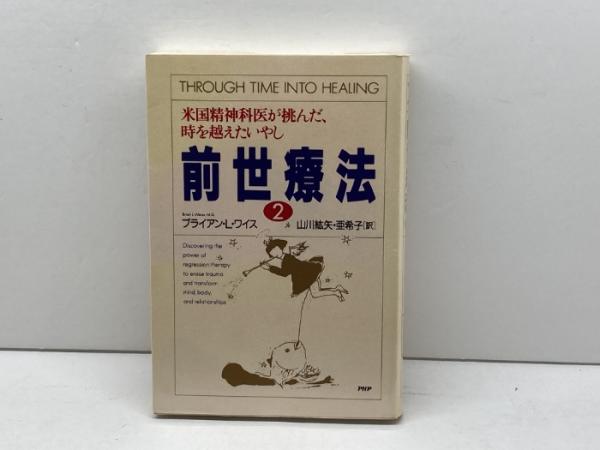 THROUGH TIME INTO HEALING
米国精神科医が挑んだ、
時を越えたいやし
前世療法
2
Brian L. Weiss, M.D.
ブライアン・L・ワイス
山川紘矢・亜希子[訳]
Discovering the
power of
regression therapy
to erase trauma
and transform
mind, body,
and relationships
PHP